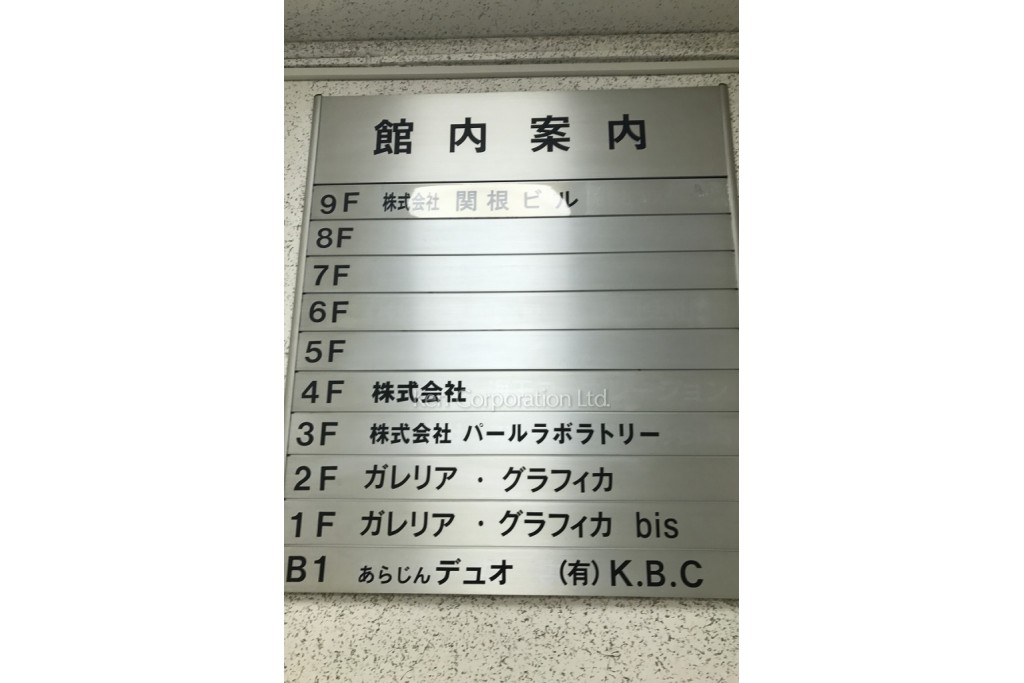 館内案内
9F 株式会社 関根ビル
8F
7F
6F
5F
4F 株式会社
Ken Corporation Ltd.
3F 株式会社 パールラボラトリー
2F ガレリア・グラフィカ
1F ガレリア・グラフィカ bis
B1 あらじんデュオ (有)K.B.C